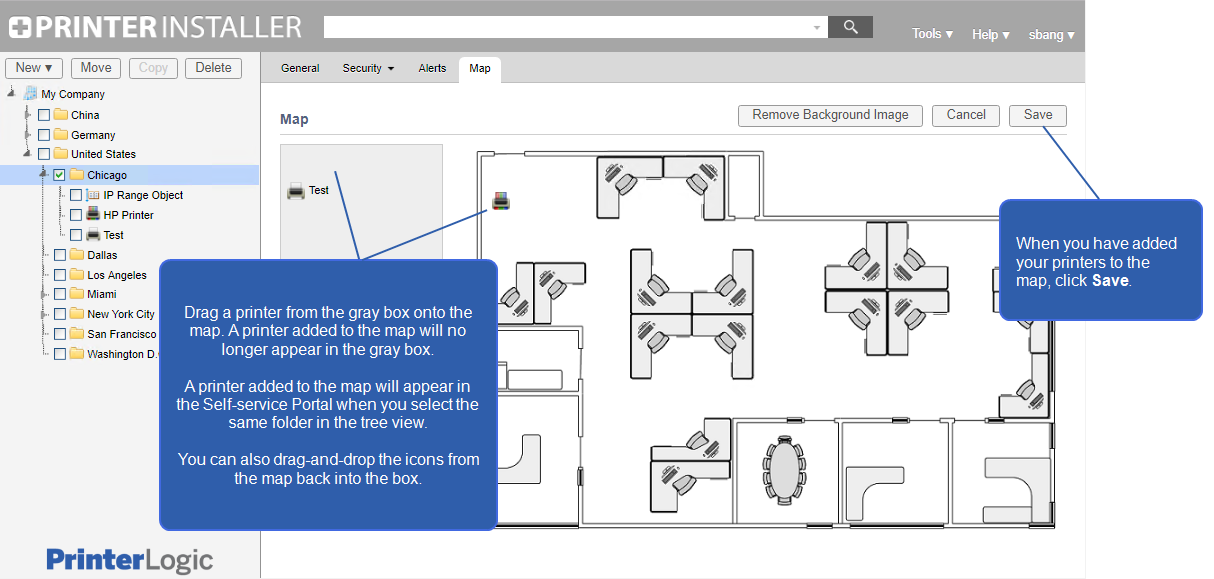 PRINTER INSTALLER
Tools ▾ Help ▾ sbang ▾
New ▾ Move Copy Delete
General Security ▾ Alerts Map
My Company
China
Germany
United States
Chicago
IP Range Object
HP Printer
Test
Dallas
Los Angeles
Miami
New York City
San Francisco
Washington D.
PrinterLogic
Map
Remove Background Image Cancel Save
Test
Drag a printer from the gray box onto the
map. A printer added to the map will no
longer appear in the gray box.
A printer added to the map will appear in
the Self-service Portal when you select the
same folder in the tree view.
You can also drag-and-drop the icons from
the map back into the box.
When you have added
your printers to the
map, click Save.